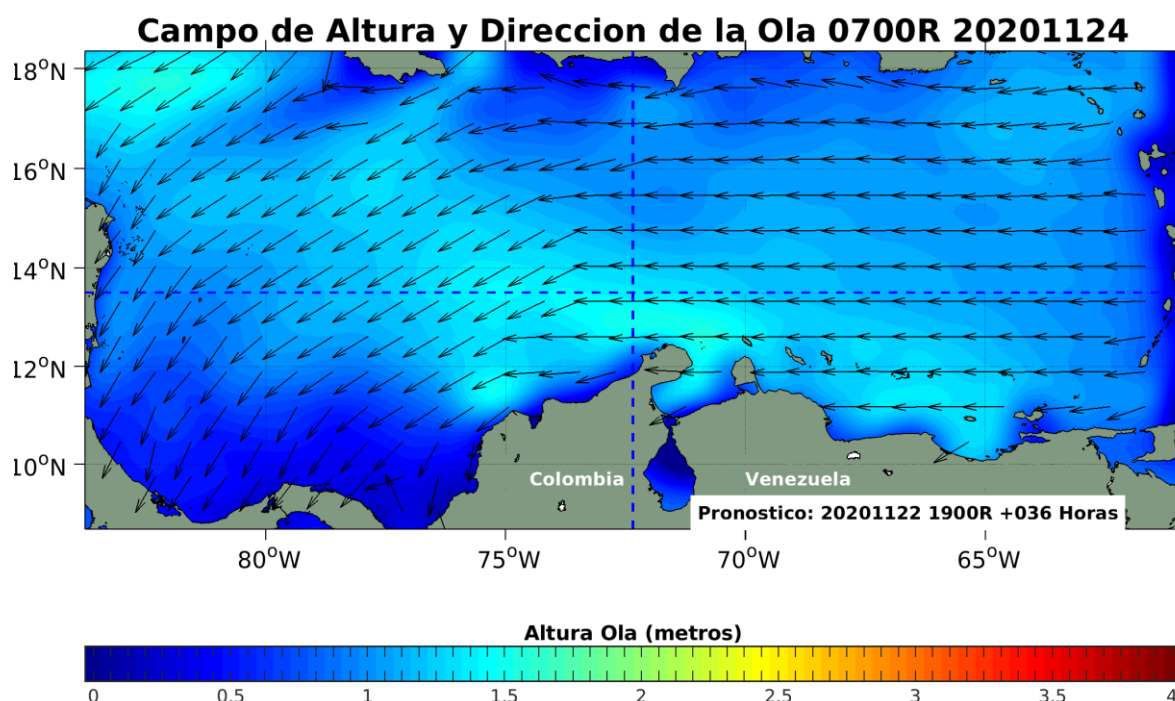 Campo de Altura y Direccion de la Ola 0700R 20201124
18°N
16°N
14°N
12°N
10°N
Colombia
Venezuela
Pronostico: 20201122 1900R +036 Horas
80°W
75°W
70°W
65°W
Altura Ola (metros)
0 0.5 1 1.5 2 2.5 3 3.5 4